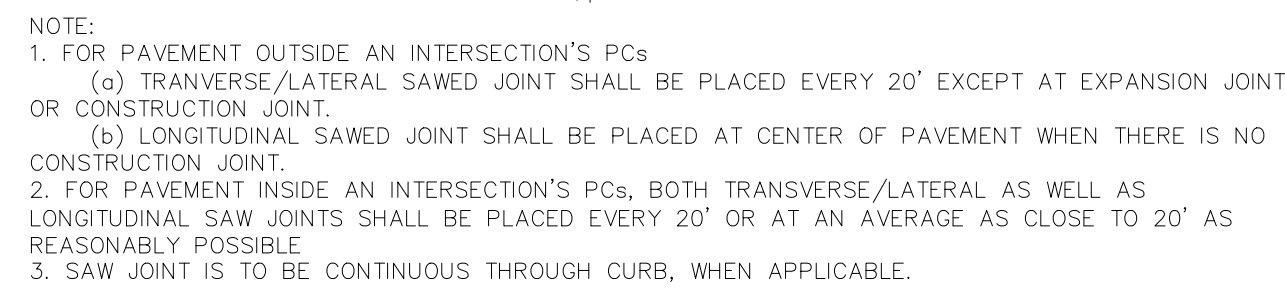 NOTE:
1. FOR PAVEMENT OUTSIDE AN INTERSECTION'S PCs
(a) TRANVERSE/LATERAL SAWED JOINT SHALL BE PLACED EVERY 20' EXCEPT AT EXPANSION JOINT
OR CONSTRUCTION JOINT.
(b) LONGITUDINAL SAWED JOINT SHALL BE PLACED AT CENTER OF PAVEMENT WHEN THERE IS NO
CONSTRUCTION JOINT.
2. FOR PAVEMENT INSIDE AN INTERSECTION'S PCs, BOTH TRANSVERSE/LATERAL AS WELL AS
LONGITUDINAL SAW JOINTS SHALL BE PLACED EVERY 20' OR AT AN AVERAGE AS CLOSE TO 20' AS
REASONABLY POSSIBLE
3. SAW JOINT IS TO BE CONTINUOUS THROUGH CURB, WHEN APPLICABLE.